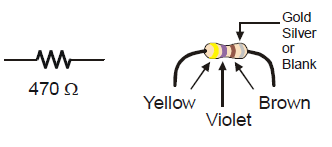 Gold
Silver
or
Blank
470 Ω
Yellow
Violet
Brown